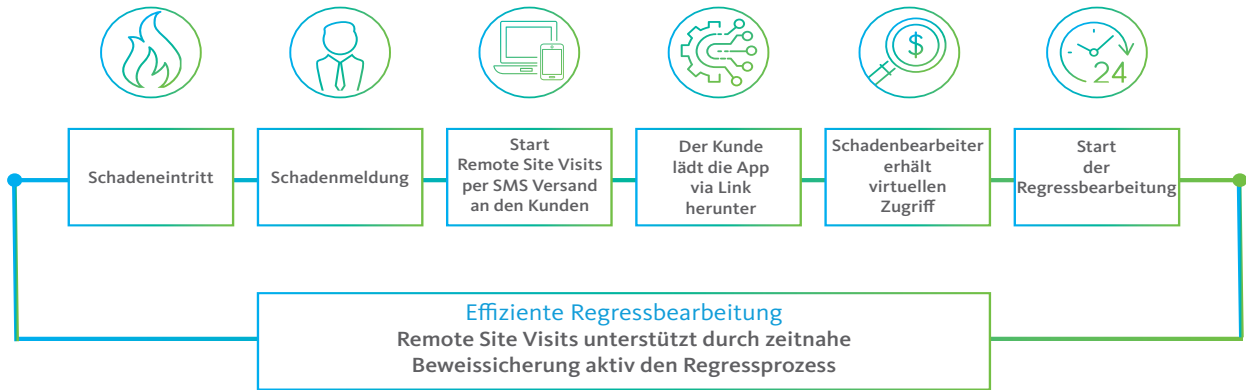 $
24
Schadeneintritt
Schadenmeldung
Start
Remote Site Visits
per SMS Versand
an den Kunden
Der Kunde
lädt die App
via Link
herunter
Schadenbearbeiter
erhält
virtuellen
Zugriff
Start
der
Regressbearbeitung
Effiziente Regressbearbeitung
Remote Site Visits unterstützt durch zeitnahe
Beweissicherung aktiv den Regressprozess